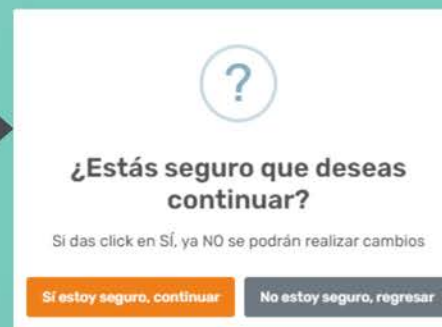 ?
¿Estás seguro que deseas
continuar?
Si das click en SÍ, ya NO se podrán realizar cambios
Sí estoy seguro, continuar
No estoy seguro, regresar